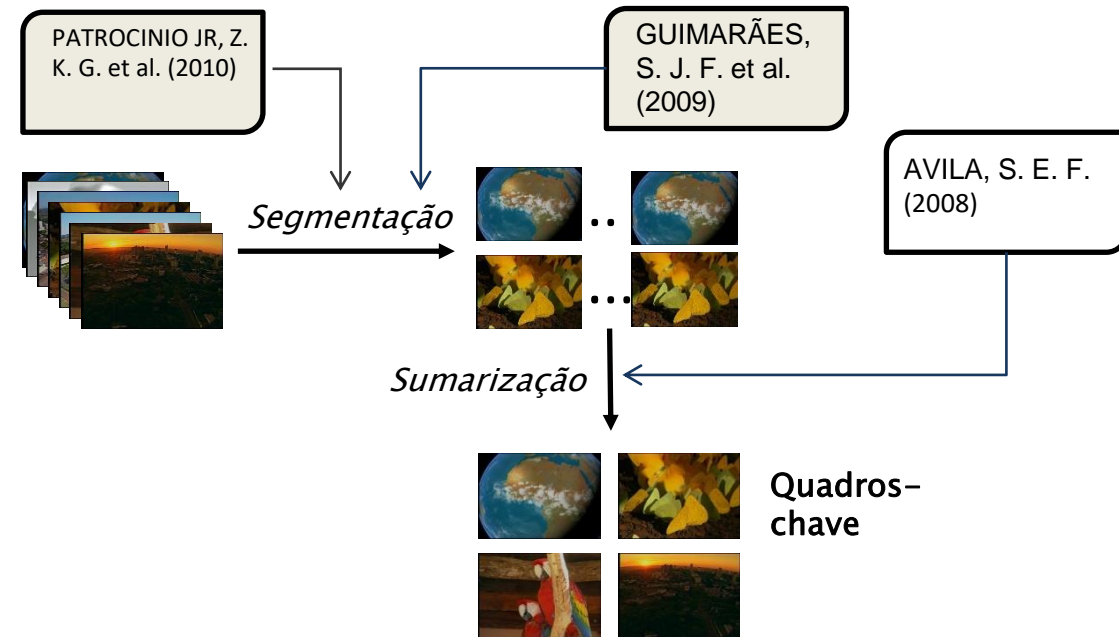 PATROCINIO JR, Z.
K. G. et al. (2010)
GUIMARÃES,
S. J. F. et al.
(2009)
AVILA, S. E. F.
(2008)
Segmentação
..
...
Sumarização
Quadros-
chave